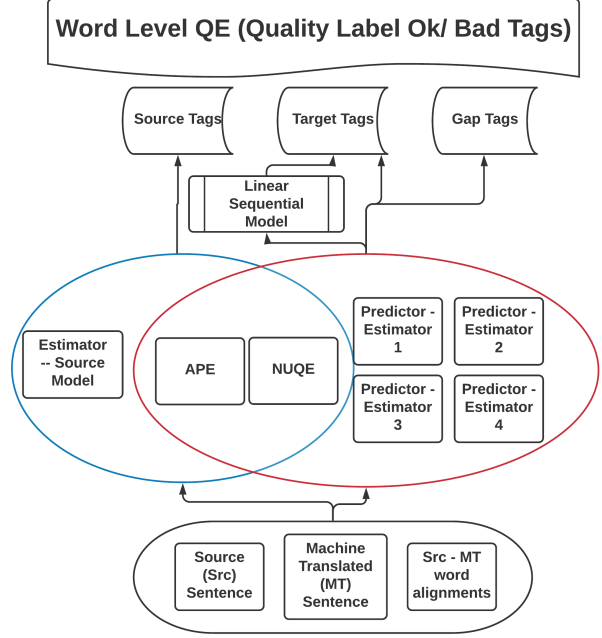 Word Level QE (Quality Label Ok/ Bad Tags)
Source Tags
Target Tags
Gap Tags
Linear
Sequential
Model
Estimator
-- Source
Model
APE
NUQE
Predictor -
Estimator
1
Predictor -
Estimator
2
Predictor -
Estimator
3
Predictor -
Estimator
4
Source
(Src)
Sentence
Machine
Translated
(MT)
Sentence
Src - MT
word
alignments